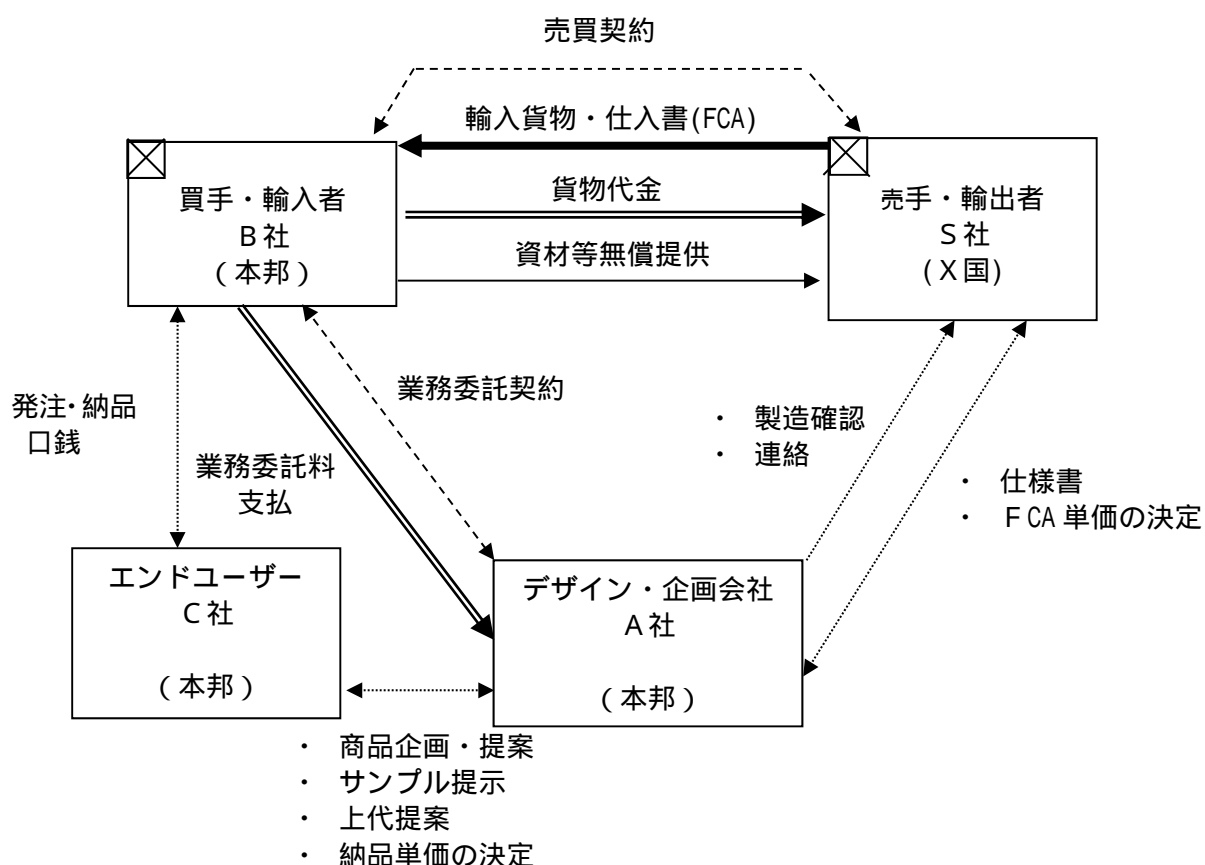 売買契約
輸入貨物・仕入書(FCA)
買手・輸入者
B社
(本邦)
貨物代金
資材等無償提供
売手・輸出者
S社
(X国)
発注・納品
口銭
業務委託料
支払
業務委託契約
・ 製造確認
・ 連絡
・ 仕様書
・ FCA 単価の決定
エンドユーザー
C社
(本邦)
デザイン・企画会社
A社
(本邦)
・ 商品企画・提案
・ サンプル提示
・ 上代提案
・ 納品単価の決定